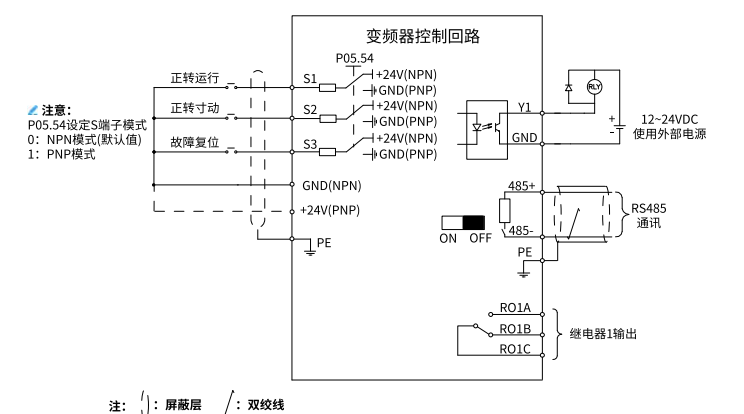 变频器控制回路
P05.54
正转运行
S1
+24V(NPN)
GND(PNP)
正转寸动
S2
+24V(NPN)
GND(PNP)
故障复位
S3
+24V(NPN)
GND(PNP)
注意：
P05.54设定S端子模式
0：NPN模式(默认值)
1：PNP模式
GND(NPN)
+24V(PNP)
PE
Y1
GND
RLY
+
-
12~24VDC
使用外部电源
485+
485-
ON OFF
RS485
通讯
PE
RO1A
RO1B
RO1C
继电器1输出
注： ：屏蔽层 ：双绞线